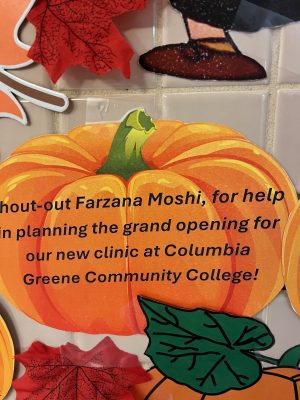 hout-out Farzana Moshi, for help
in planning the grand opening for
our new clinic at Columbia
Greene Community College!